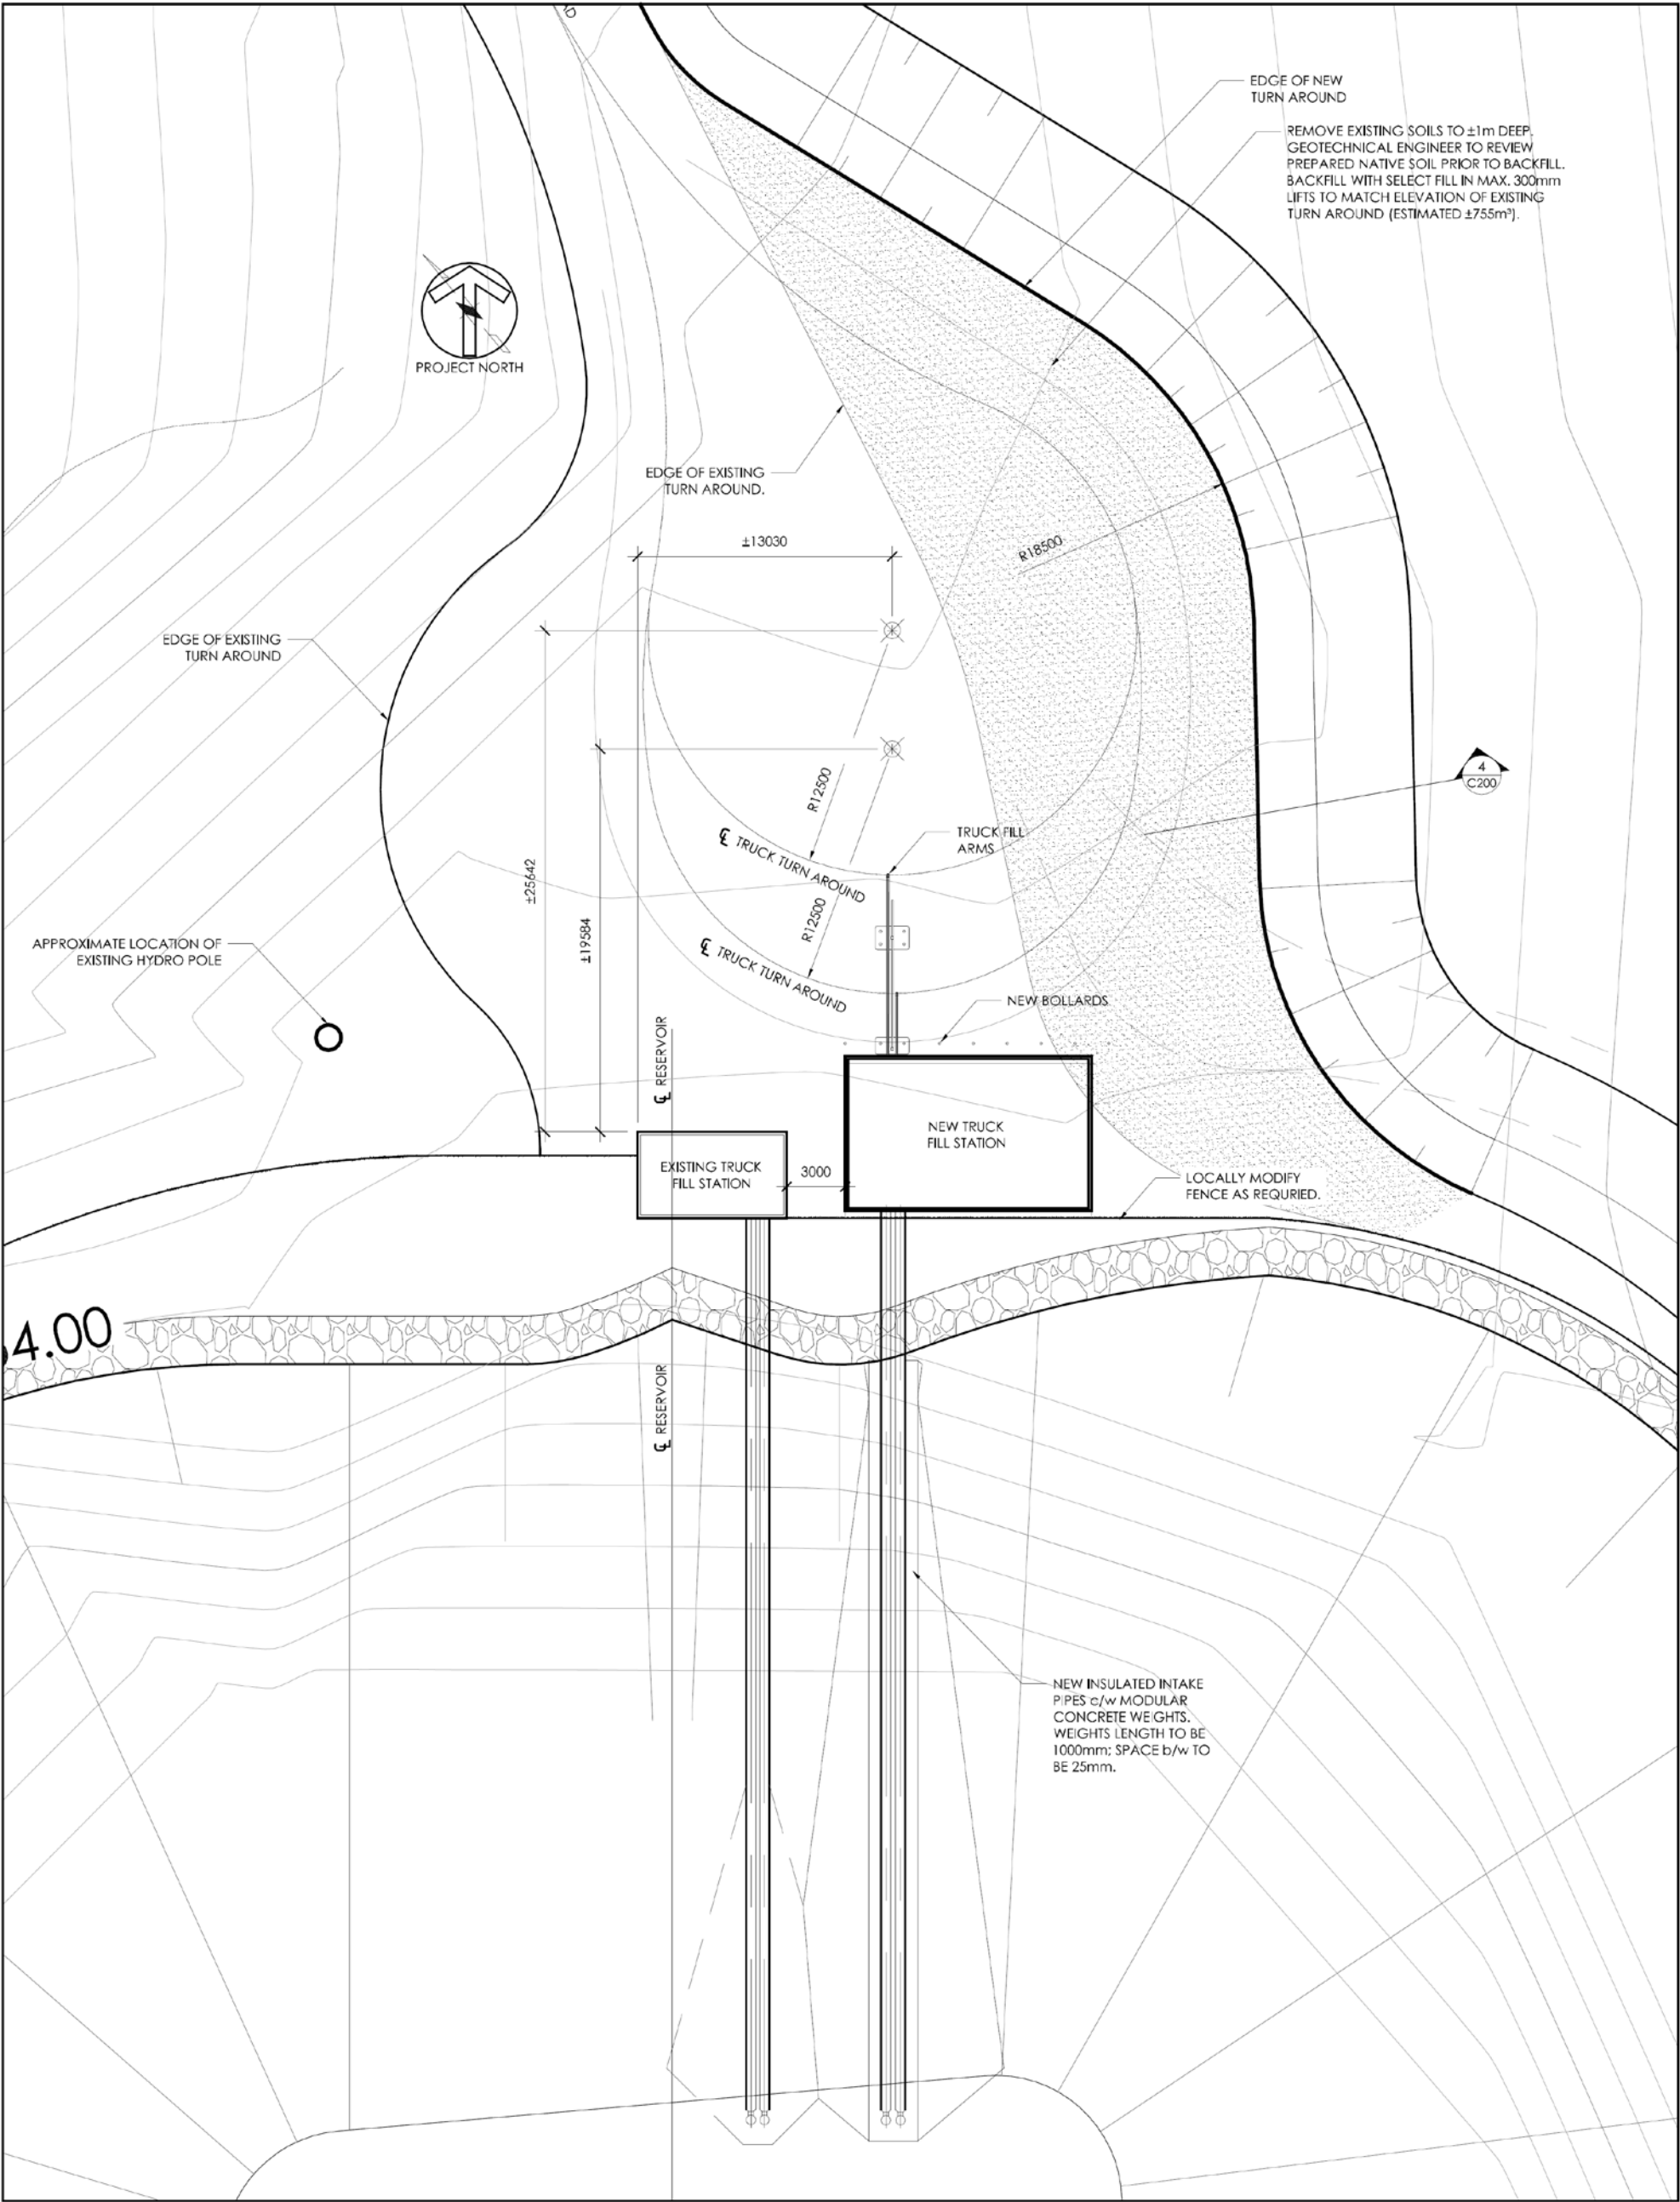 EDGE OF NEW
TURN AROUND
REMOVE EXISTING SOILS TO ±1m DEEP.
GEOTECHNICAL ENGINEER TO REVIEW
PREPARED NATIVE SOIL PRIOR TO BACKFILL.
BACKFILL WITH SELECT FILL IN MAX. 300mm
LIFTS TO MATCH ELEVATION OF EXISTING
TURN AROUND (ESTIMATED ±755m³).
PROJECT NORTH
EDGE OF EXISTING
TURN AROUND.
±13030
R18500
EDGE OF EXISTING
TURN AROUND
4
C200
R12500
TRUCK FILL
ARMS
℄ TRUCK TURN AROUND
±25642
R12500
±19584
℄ TRUCK TURN AROUND
APPROXIMATE LOCATION OF
EXISTING HYDRO POLE
NEW BOLLARDS
℄ RESERVOIR
NEW TRUCK
FILL STATION
EXISTING TRUCK
FILL STATION
3000
LOCALLY MODIFY
FENCE AS REQURIED.
4.00
℄ RESERVOIR
NEW INSULATED INTAKE
PIPES c/w MODULAR
CONCRETE WEIGHTS.
WEIGHTS LENGTH TO BE
1000mm; SPACE b/w TO
BE 25mm.